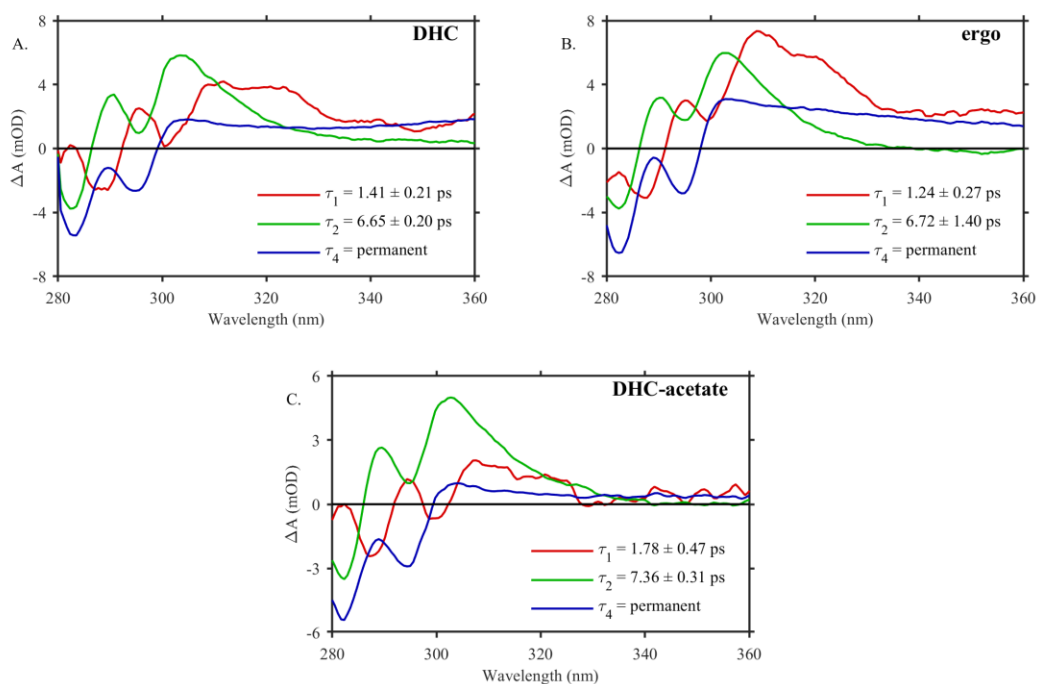 A.
DHC
8
4
0
-4
-8
ΔA (mOD)
τ1 = 1.41 ± 0.21 ps
τ2 = 6.65 ± 0.20 ps
τ4 = permanent
280 300 320 340 360
Wavelength (nm)
B.
ergo
8
4
0
-4
-8
ΔA (mOD)
τ1 = 1.24 ± 0.27 ps
τ2 = 6.72 ± 1.40 ps
τ4 = permanent
280 300 320 340 360
Wavelength (nm)
C.
DHC-acetate
6
3
0
-3
-6
ΔA (mOD)
τ1 = 1.78 ± 0.47 ps
τ2 = 7.36 ± 0.31 ps
τ4 = permanent
280 300 320 340 360
Wavelength (nm)